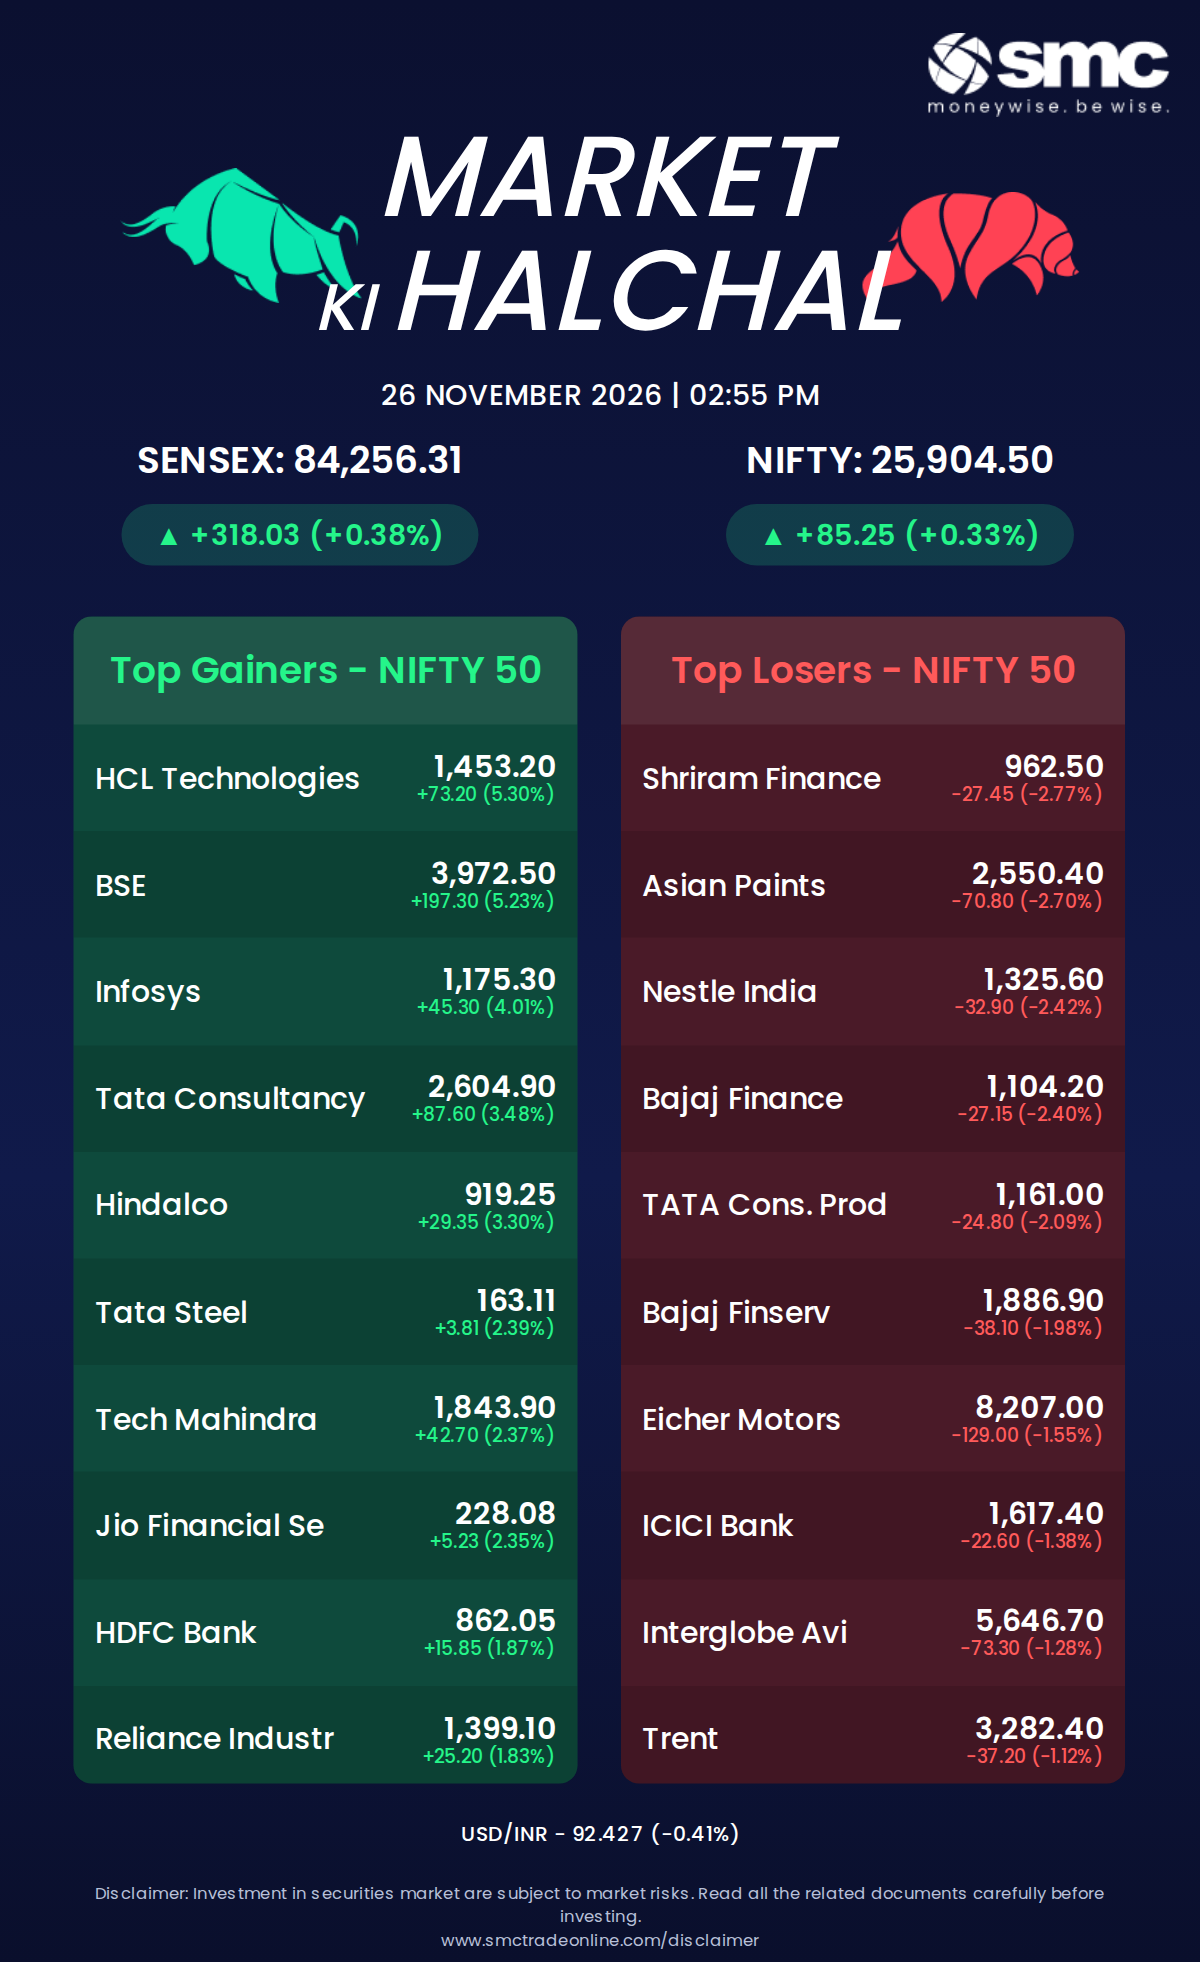 smc
moneywise. be wise.
MARKET
KI HALCHAL
26 NOVEMBER 2026 | 02:55 PM
SENSEX: 84,256.31
▲ +318.03 (+0.38%)
NIFTY: 25,904.50
▲ +85.25 (+0.33%)
Top Gainers - NIFTY 50
HCL Technologies 1,453.20
+73.20 (5.30%)
BSE 3,972.50
+197.30 (5.23%)
Infosys 1,175.30
+45.30 (4.01%)
Tata Consultancy 2,604.90
+87.60 (3.48%)
Hindalco 919.25
+29.35 (3.30%)
Tata Steel 163.11
+3.81 (2.39%)
Tech Mahindra 1,843.90
+42.70 (2.37%)
Jio Financial Se 228.08
+5.23 (2.35%)
HDFC Bank 862.05
+15.85 (1.87%)
Reliance Industr 1,399.10
+25.20 (1.83%)
Top Losers - NIFTY 50
Shriram Finance 962.50
-27.45 (-2.77%)
Asian Paints 2,550.40
-70.80 (-2.70%)
Nestle India 1,325.60
-32.90 (-2.42%)
Bajaj Finance 1,104.20
-27.15 (-2.40%)
TATA Cons. Prod 1,161.00
-24.80 (-2.09%)
Bajaj Finserv 1,886.90
-38.10 (-1.98%)
Eicher Motors 8,207.00
-129.00 (-1.55%)
ICICI Bank 1,617.40
-22.60 (-1.38%)
Interglobe Avi 5,646.70
-73.30 (-1.28%)
Trent 3,282.40
-37.20 (-1.12%)
USD/INR - 92.427 (-0.41%)
Disclaimer: Investment in securities market are subject to market risks. Read all the related documents carefully before
investing.
www.smctradeonline.com/disclaimer